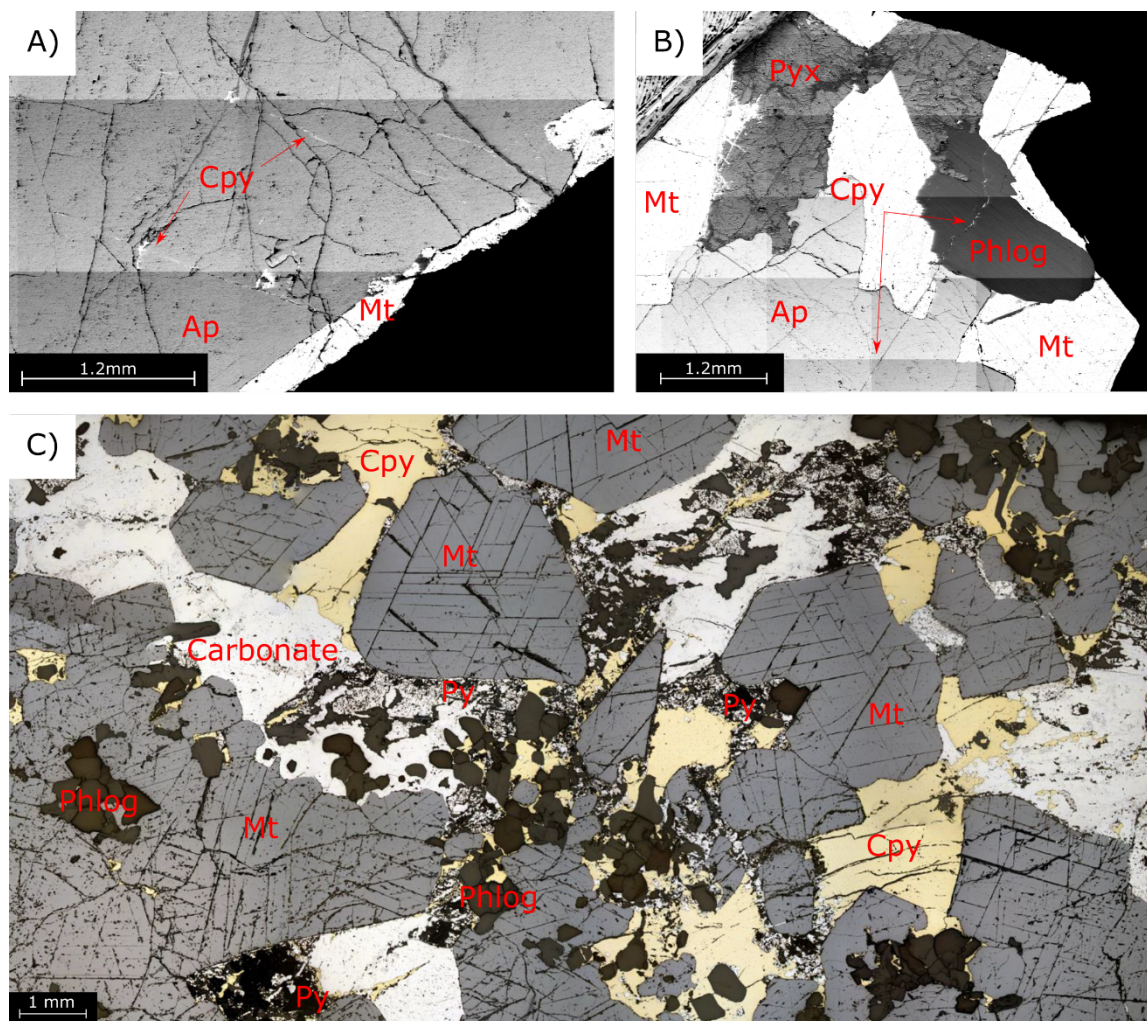 A)
Cpy
Ap
Mt
1.2mm
B)
Pyx
Mt
Cpy
Phlog
Ap
Mt
1.2mm
C)
Cpy
Mt
Mt
Carbonate
Py
Py
Mt
Phlog
Mt
Cpy
Phlog
Py
1 mm